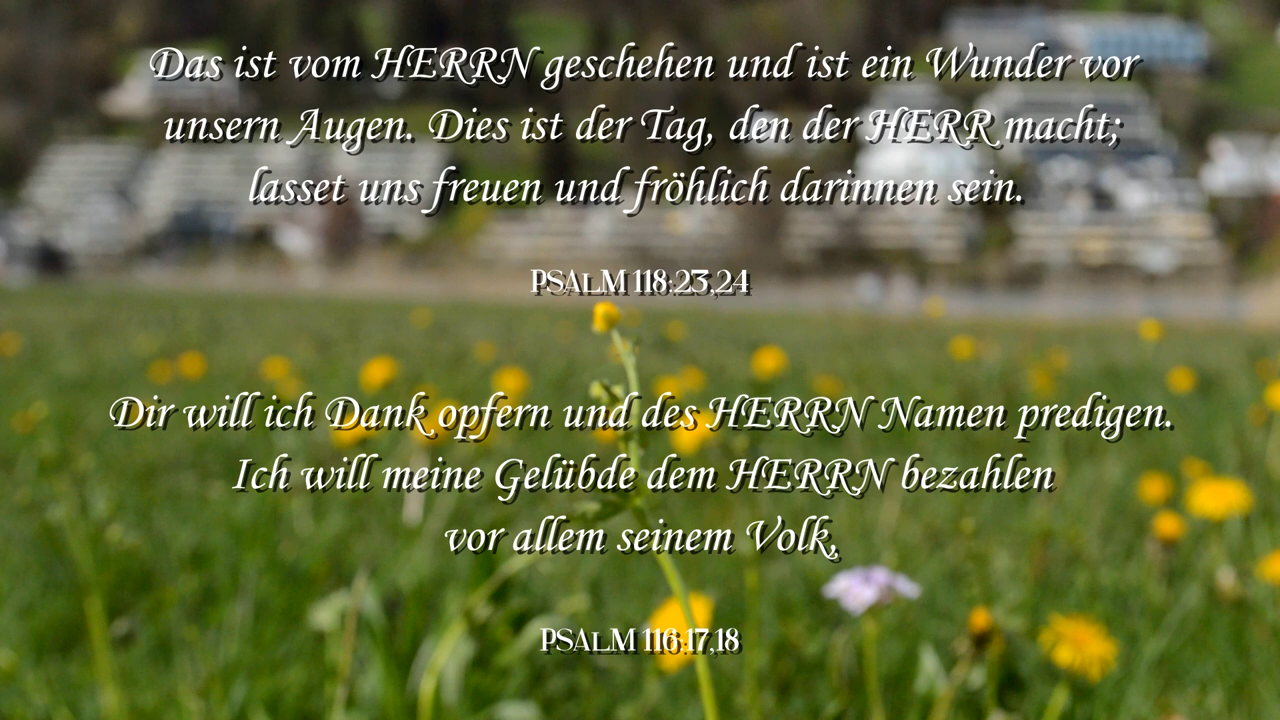 Das ist vom HERRN geschehen und ist ein Wunder vor
unsern Augen. Dies ist der Tag, den der HERR macht;
lasset uns freuen und fröhlich darinnen sein.
PSALM 118:23,24
Dir will ich Dank opfern und des HERRN Namen predigen.
Ich will meine Gelübde dem HERRN bezahlen
vor allem seinem Volk,
PSALM 116:17,18